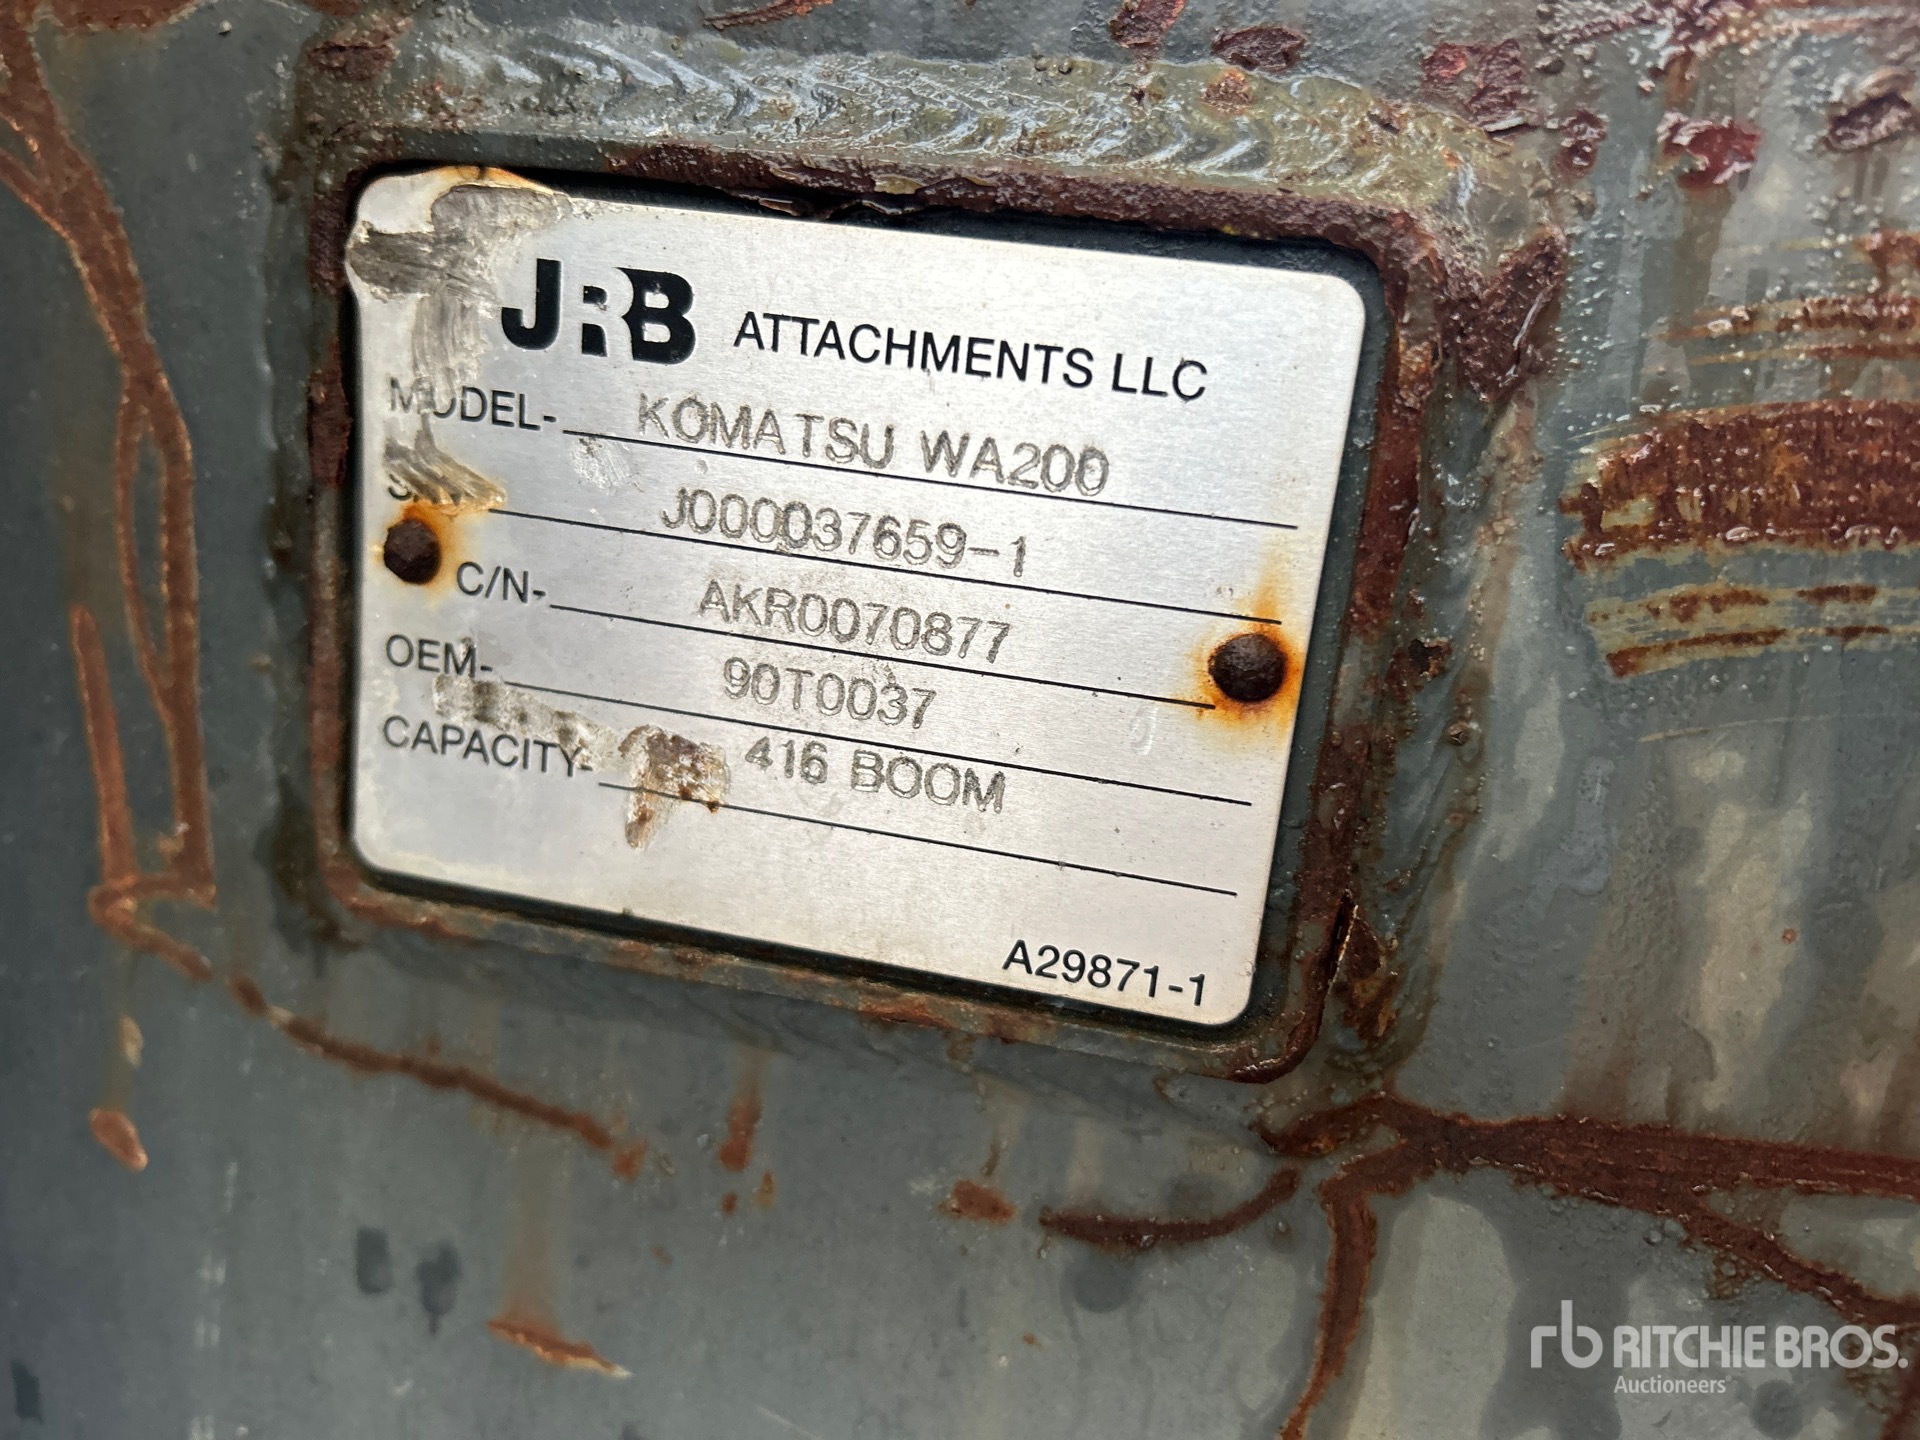 JRB ATTACHMENTS LLC
MODEL- KOMATSU WA200
J000037659-1
C/N- AKR0070877
OEM- 90T0037
CAPACITY- 416 BOOM
A29871-1
rb RITCHIE BROS.
Auctioneers